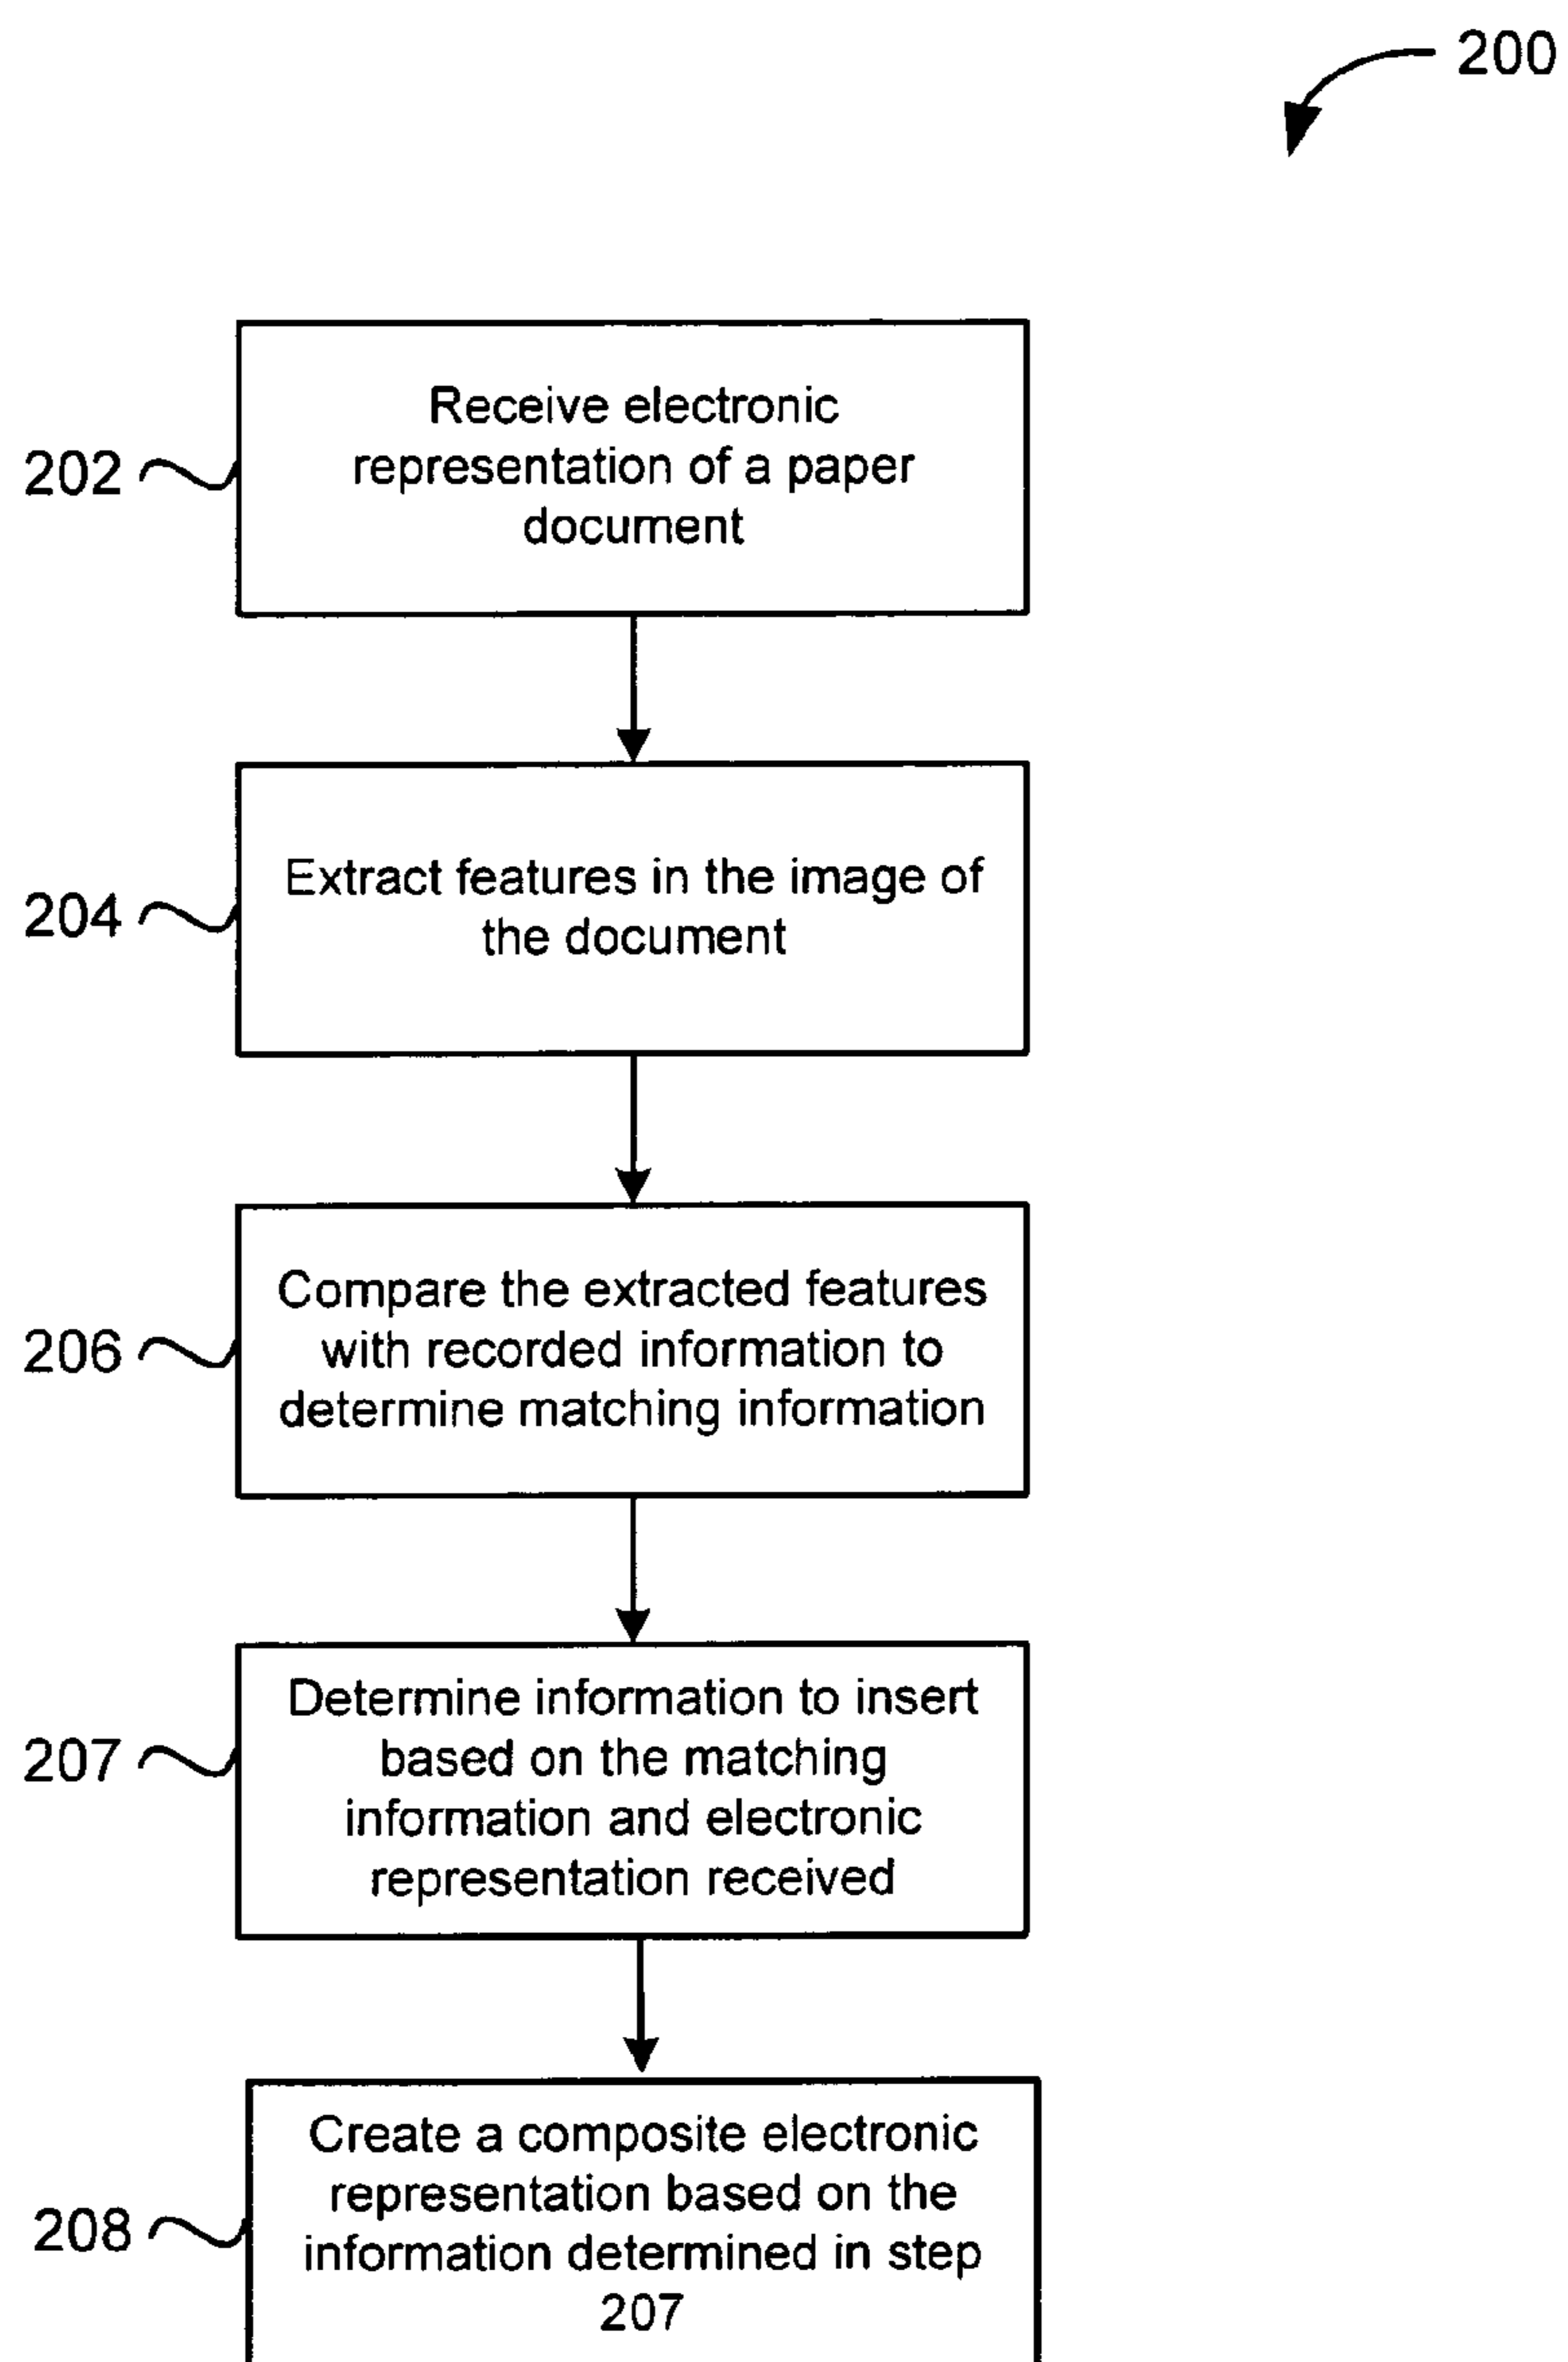 200
202
Receive electronic
representation of a paper
document
204
Extract features in the image of
the document
206
Compare the extracted features
with recorded information to
determine matching information
207
Determine information to insert
based on the matching
information and electronic
representation received
208
Create a composite electronic
representation based on the
information determined in step
207